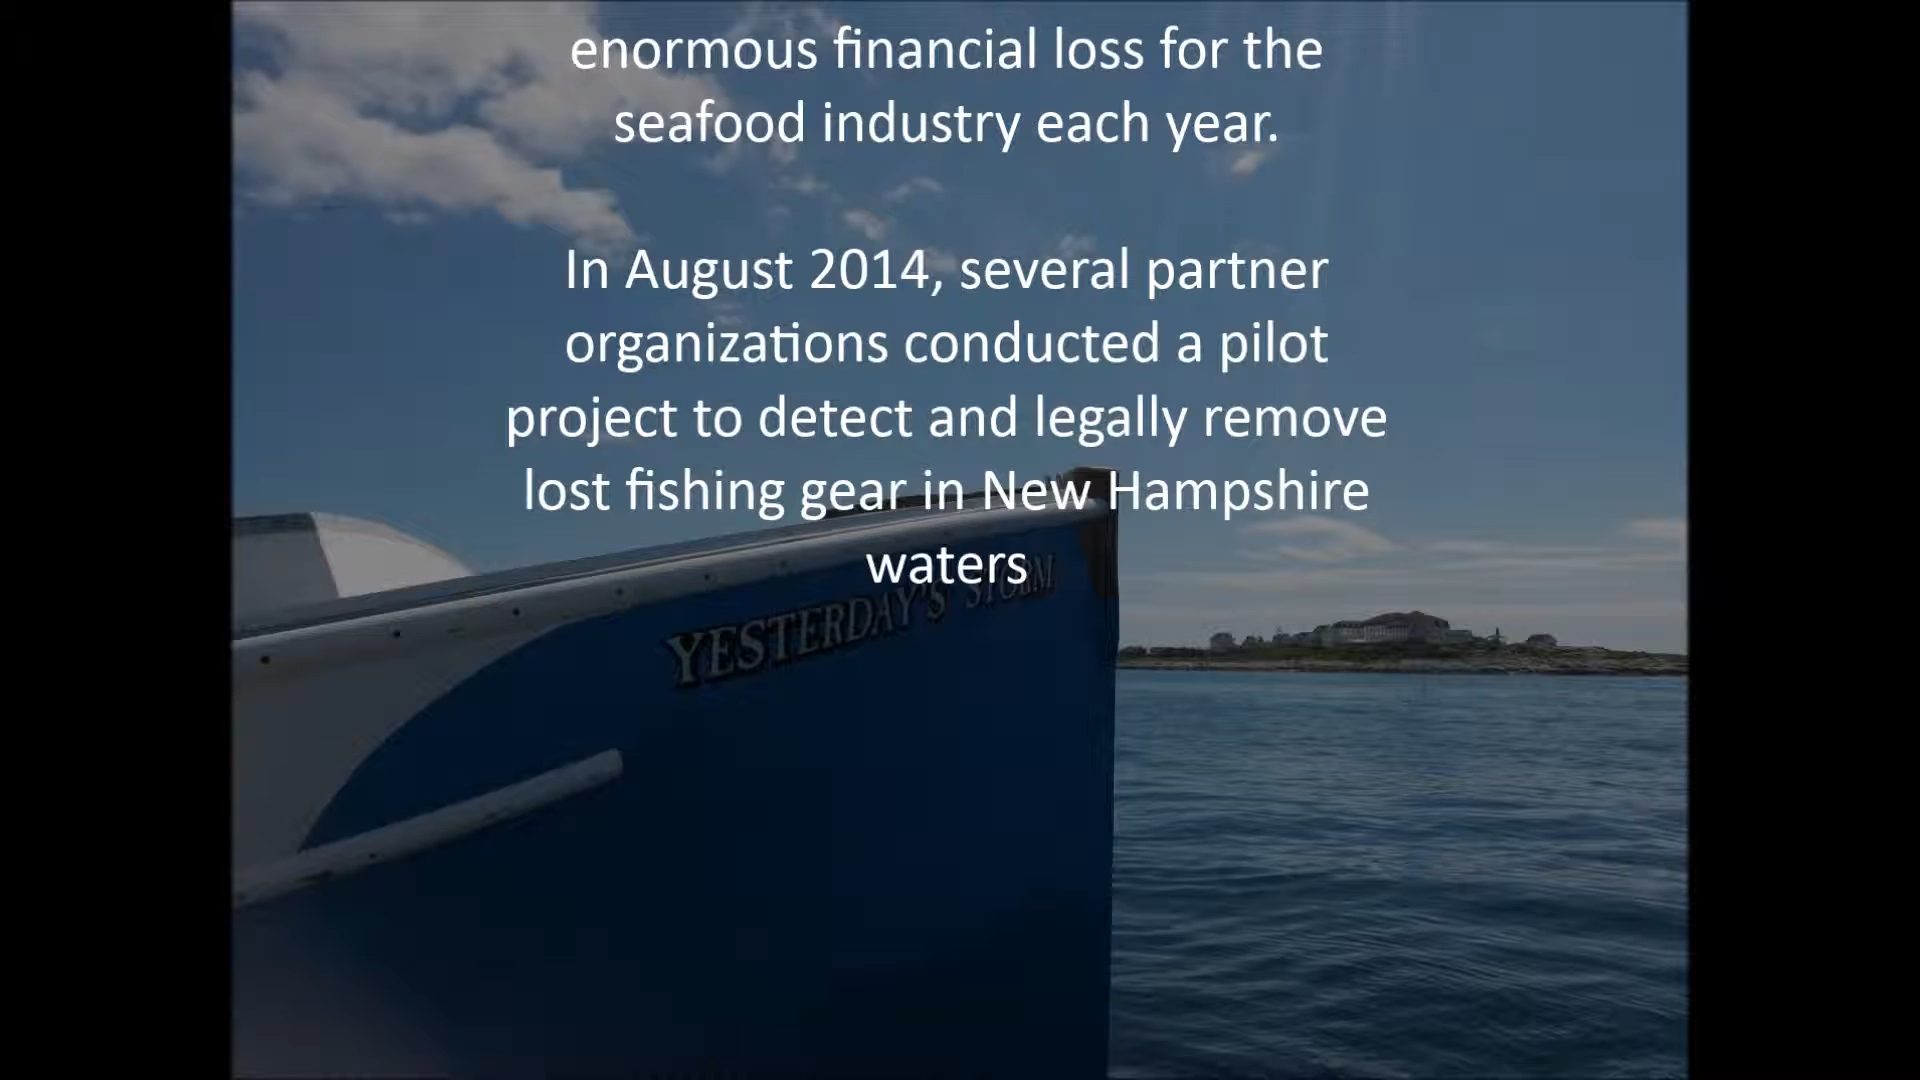 enormous financial loss for the
seafood industry each year.
In August 2014, several partner
organizations conducted a pilot
project to detect and legally remove
lost fishing gear in New Hampshire
waters
YESTERDAY'S STORM